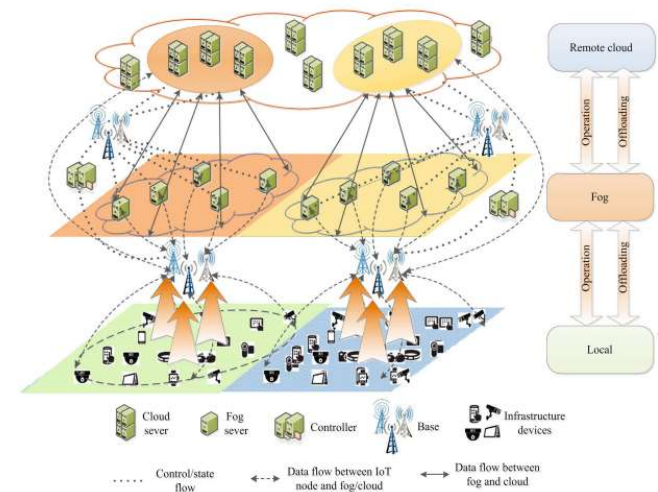 Remote cloud
Operation
Offloading
Fog
Operation
Offloading
Local
Cloud
sever
Fog
sever
Controller
Base
Infrastructure
devices
Control/state
flow
Data flow between IoT
node and fog/cloud
Data flow between
fog and cloud